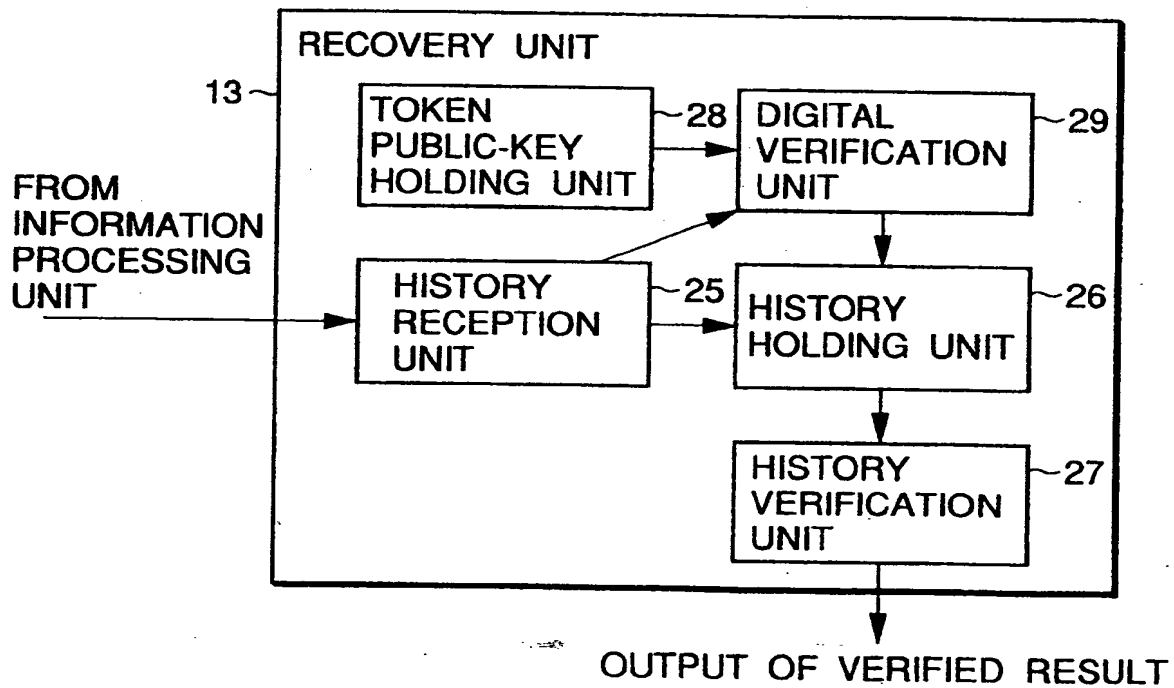 RECOVERY UNIT
13
TOKEN
PUBLIC-KEY
HOLDING UNIT
28
DIGITAL
VERIFICATION
UNIT
29
FROM
INFORMATION
PROCESSING
UNIT
HISTORY
RECEPTION
UNIT
25
HISTORY
HOLDING UNIT
26
HISTORY
VERIFICATION
UNIT
27
OUTPUT OF VERIFIED RESULT